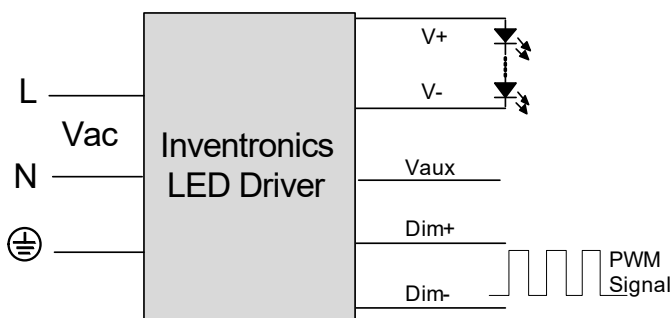 L
Vac
N
Inventronics
LED Driver
V+
V-
Vaux
Dim+
Dim-
PWM
Signal